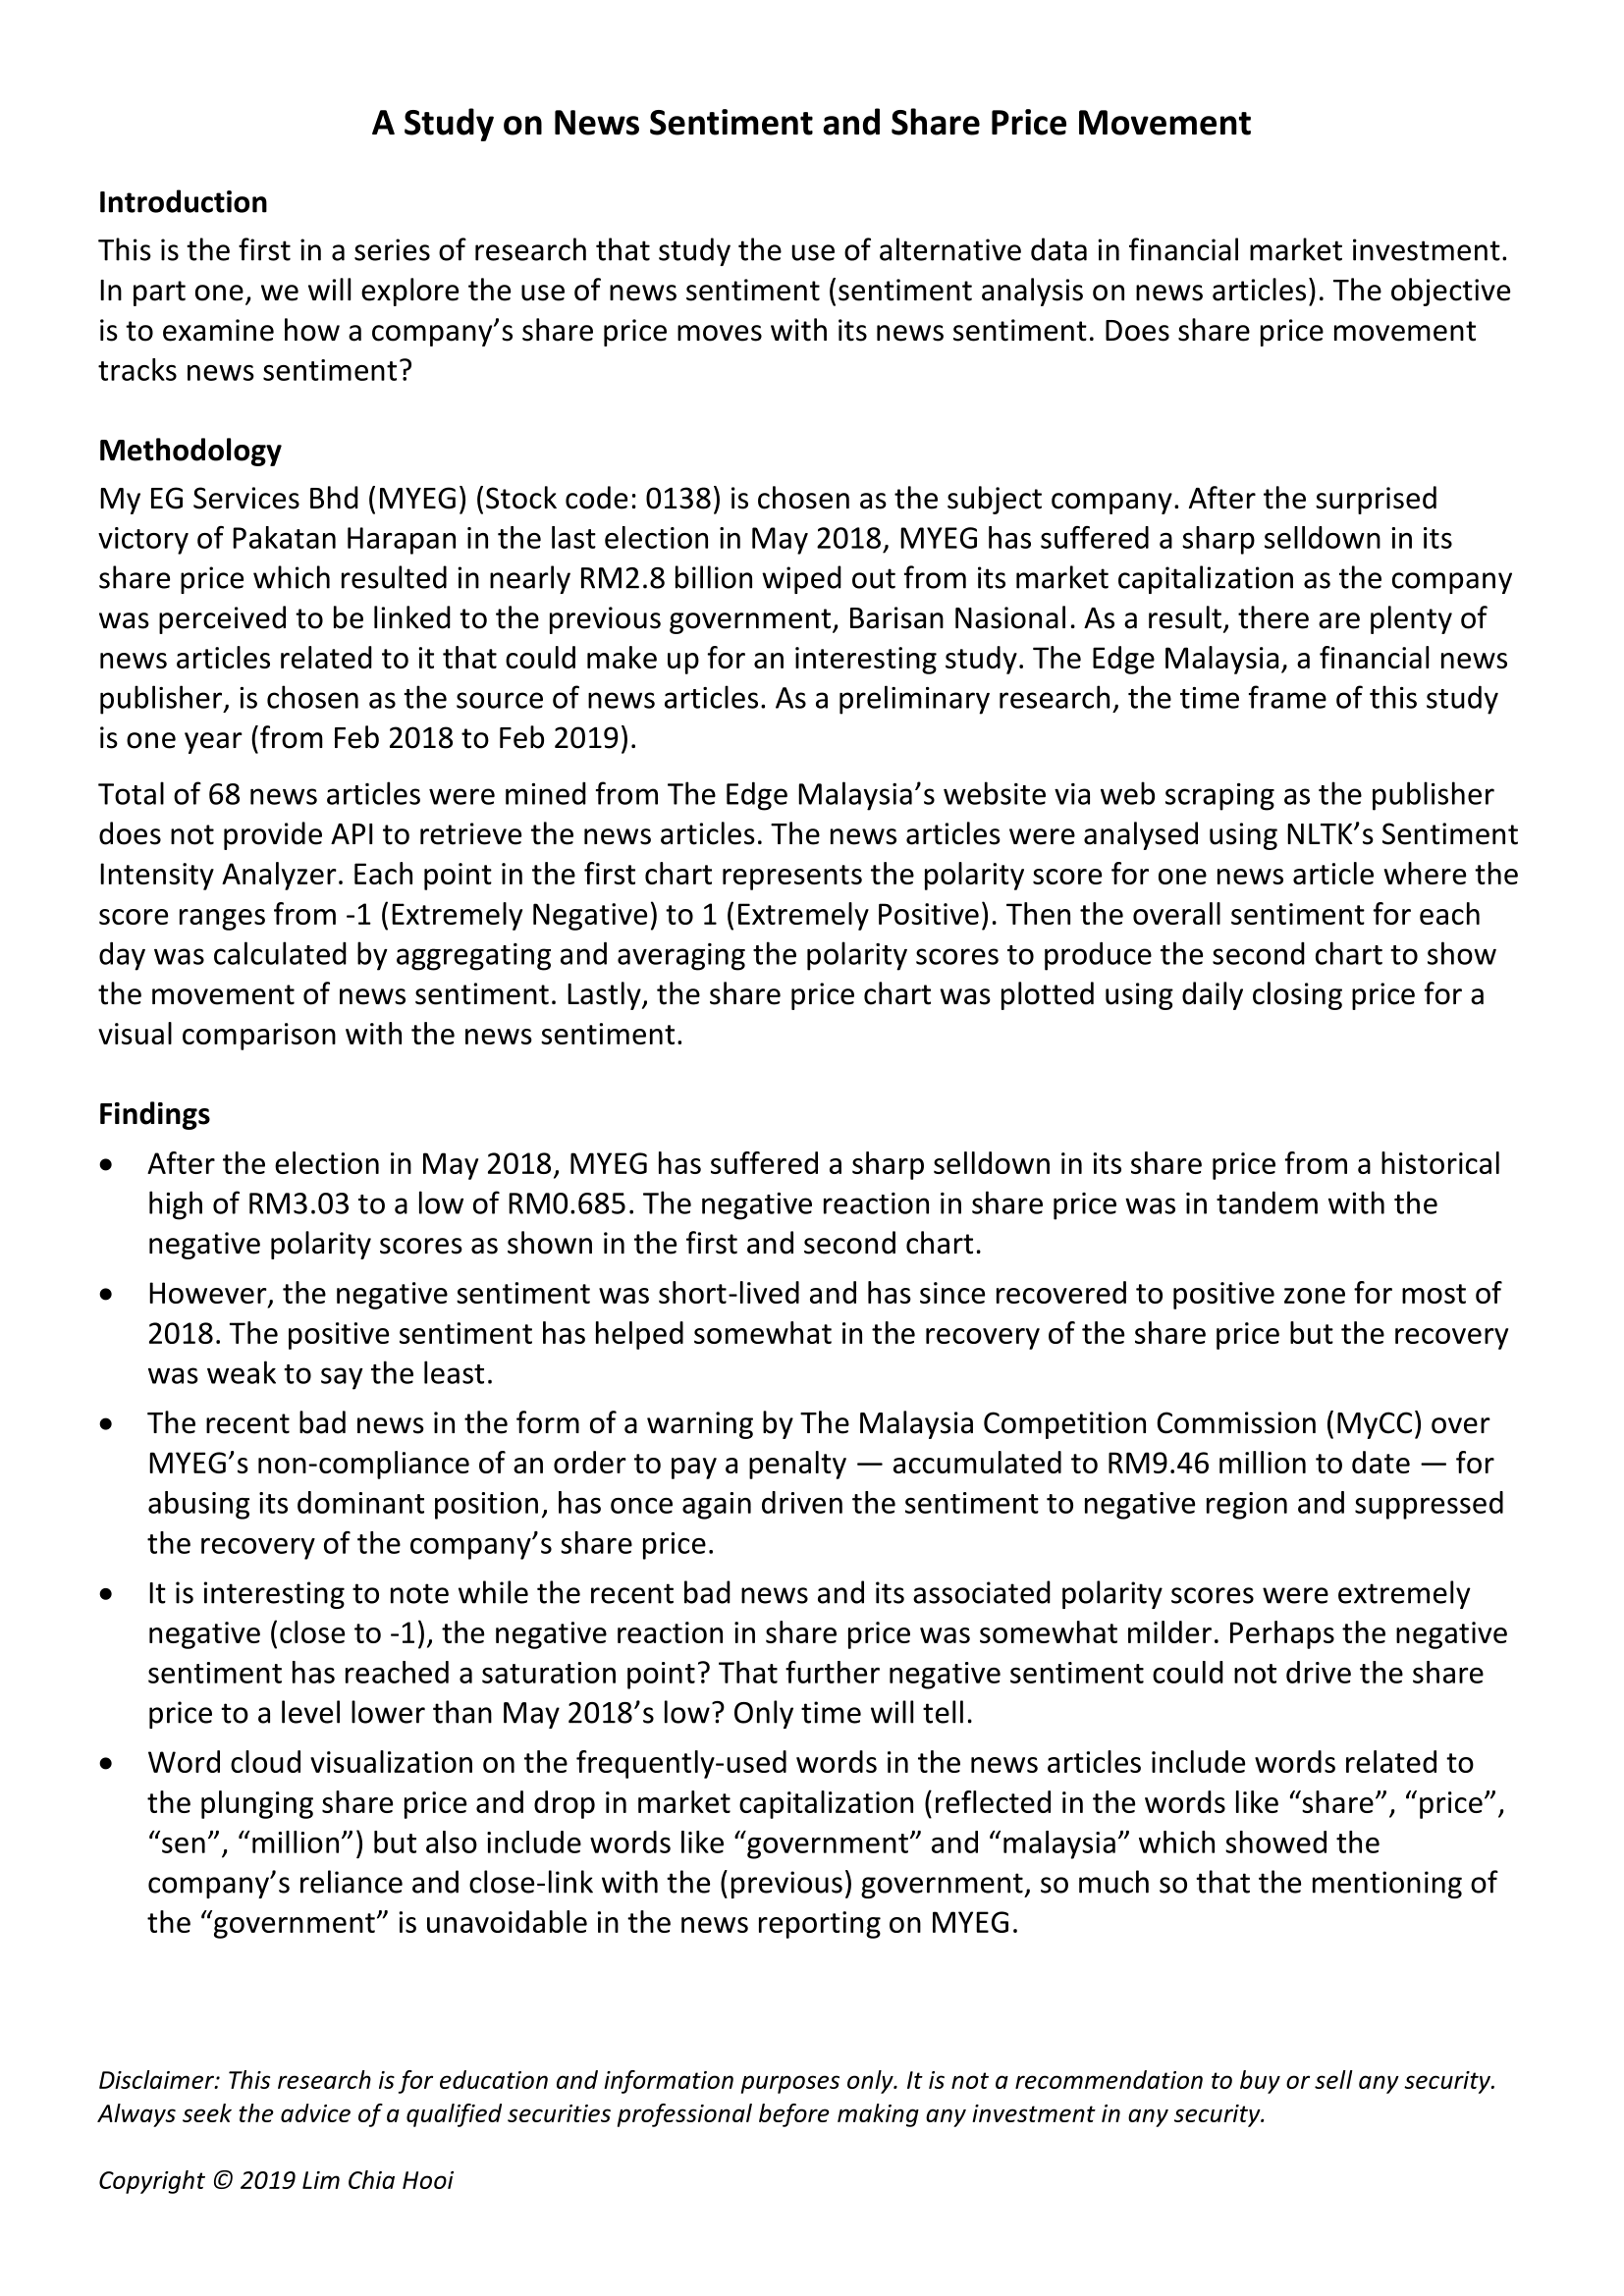 A Study on News Sentiment and Share Price Movement
Introduction
This is the first in a series of research that study the use of alternative data in financial market investment.
In part one, we will explore the use of news sentiment (sentiment analysis on news articles). The objective
is to examine how a company’s share price moves with its news sentiment. Does share price movement
tracks news sentiment?
Methodology
My EG Services Bhd (MYEG) (Stock code: 0138) is chosen as the subject company. After the surprised
victory of Pakatan Harapan in the last election in May 2018, MYEG has suffered a sharp selldown in its
share price which resulted in nearly RM2.8 billion wiped out from its market capitalization as the company
was perceived to be linked to the previous government, Barisan Nasional. As a result, there are plenty of
news articles related to it that could make up for an interesting study. The Edge Malaysia, a financial news
publisher, is chosen as the source of news articles. As a preliminary research, the time frame of this study
is one year (from Feb 2018 to Feb 2019).
Total of 68 news articles were mined from The Edge Malaysia’s website via web scraping as the publisher
does not provide API to retrieve the news articles. The news articles were analysed using NLTK’s Sentiment
Intensity Analyzer. Each point in the first chart represents the polarity score for one news article where the
score ranges from -1 (Extremely Negative) to 1 (Extremely Positive). Then the overall sentiment for each
day was calculated by aggregating and averaging the polarity scores to produce the second chart to show
the movement of news sentiment. Lastly, the share price chart was plotted using daily closing price for a
visual comparison with the news sentiment.
Findings
• After the election in May 2018, MYEG has suffered a sharp selldown in its share price from a historical
high of RM3.03 to a low of RM0.685. The negative reaction in share price was in tandem with the
negative polarity scores as shown in the first and second chart.
• However, the negative sentiment was short-lived and has since recovered to positive zone for most of
2018. The positive sentiment has helped somewhat in the recovery of the share price but the recovery
was weak to say the least.
• The recent bad news in the form of a warning by The Malaysia Competition Commission (MyCC) over
MYEG’s non-compliance of an order to pay a penalty — accumulated to RM9.46 million to date — for
abusing its dominant position, has once again driven the sentiment to negative region and suppressed
the recovery of the company’s share price.
• It is interesting to note while the recent bad news and its associated polarity scores were extremely
negative (close to -1), the negative reaction in share price was somewhat milder. Perhaps the negative
sentiment has reached a saturation point? That further negative sentiment could not drive the share
price to a level lower than May 2018’s low? Only time will tell.
• Word cloud visualization on the frequently-used words in the news articles include words related to
the plunging share price and drop in market capitalization (reflected in the words like “share”, “price”,
“sen”, “million”) but also include words like “government” and “malaysia” which showed the
company’s reliance and close-link with the (previous) government, so much so that the mentioning of
the “government” is unavoidable in the news reporting on MYEG.
Disclaimer: This research is for education and information purposes only. It is not a recommendation to buy or sell any security.
Always seek the advice of a qualified securities professional before making any investment in any security.
Copyright © 2019 Lim Chia Hooi